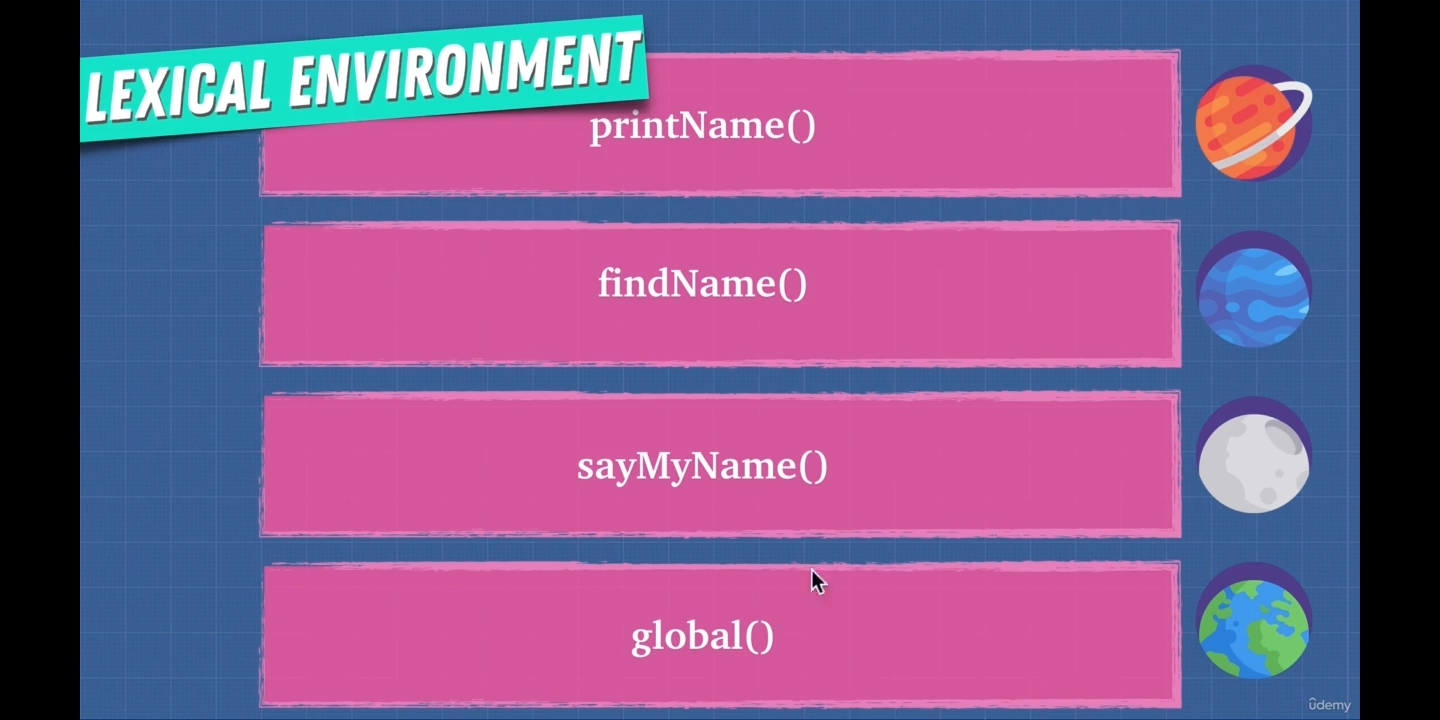 LEXICAL ENVIRONMENT
printName()
findName()
sayMyName()
global()
ûdemy